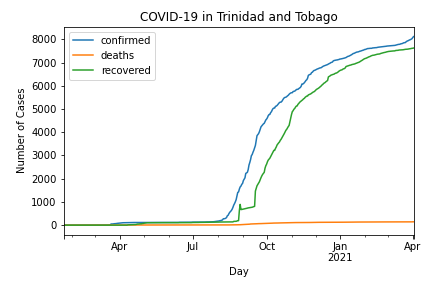 COVID-19 in Trinidad and Tobago
confirmed
deaths
recovered
Number of Cases
8000
7000
6000
5000
4000
3000
2000
1000
0
Apr
Jul
Oct
Jan
2021
Apr
Day